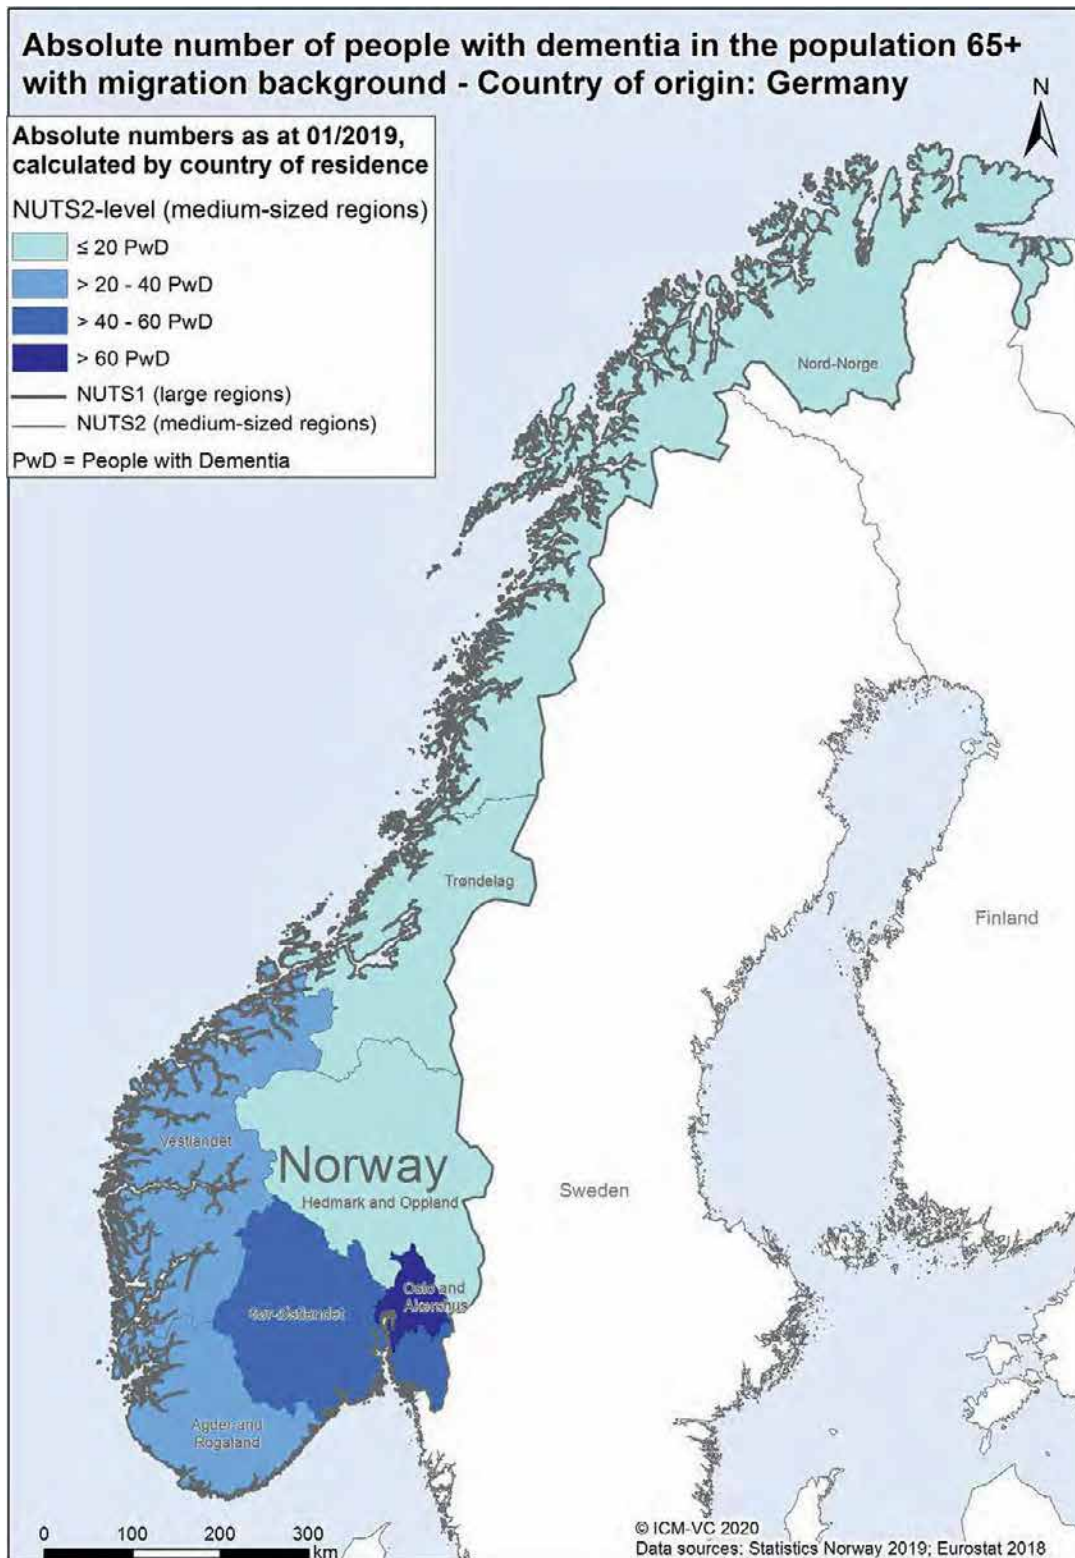 Absolute number of people with dementia in the population 65+
with migration background - Country of origin: Germany
N
Absolute numbers as at 01/2019,
calculated by country of residence
NUTS2-level (medium-sized regions)
≤ 20 PwD
> 20 - 40 PwD
> 40 - 60 PwD
> 60 PwD
NUTS1 (large regions)
NUTS2 (medium-sized regions)
PwD = People with Dementia
Nord-Norge
Trøndelag
Finland
Vestlandet
Norway
Hedmark and Oppland
Sweden
Oslo and
Akershus
Sør-Østlandet
Agder and
Rogaland
0 100 200 300
km
© ICM-VC 2020
Data sources: Statistics Norway 2019; Eurostat 2018